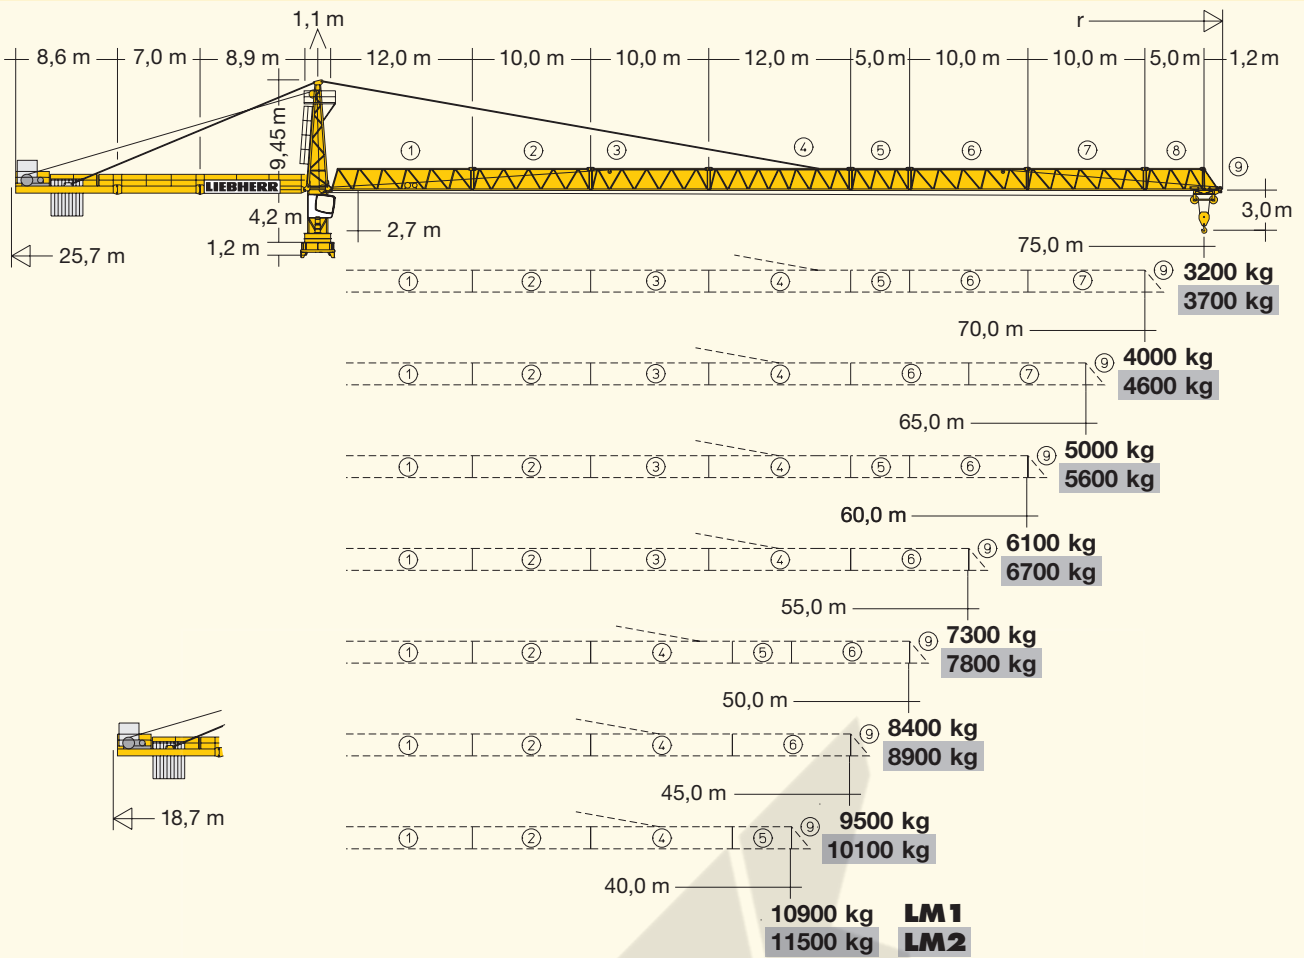 1,1 m
r
8,6 m 7,0 m 8,9 m 12,0 m 10,0 m 10,0 m 12,0 m 5,0 m 10,0 m 10,0 m 5,0 m 1,2 m
9,45 m
1 2 3 4 5 6 7 8 9
LIEBHERR
4,2 m 2,7 m 3,0 m
1,2 m 75,0 m
25,7 m
1 2 3 4 5 6 7 9 3200 kg
3700 kg
70,0 m
1 2 3 4 6 7 9 4000 kg
4600 kg
65,0 m
1 2 3 4 5 6 9 5000 kg
5600 kg
60,0 m
1 2 3 4 6 9 6100 kg
6700 kg
55,0 m
1 2 4 5 6 9 7300 kg
7800 kg
50,0 m
1 2 4 6 9 8400 kg
8900 kg
45,0 m
18,7 m
1 2 4 5 9 9500 kg
10100 kg
40,0 m
10900 kg LM1
11500 kg LM2